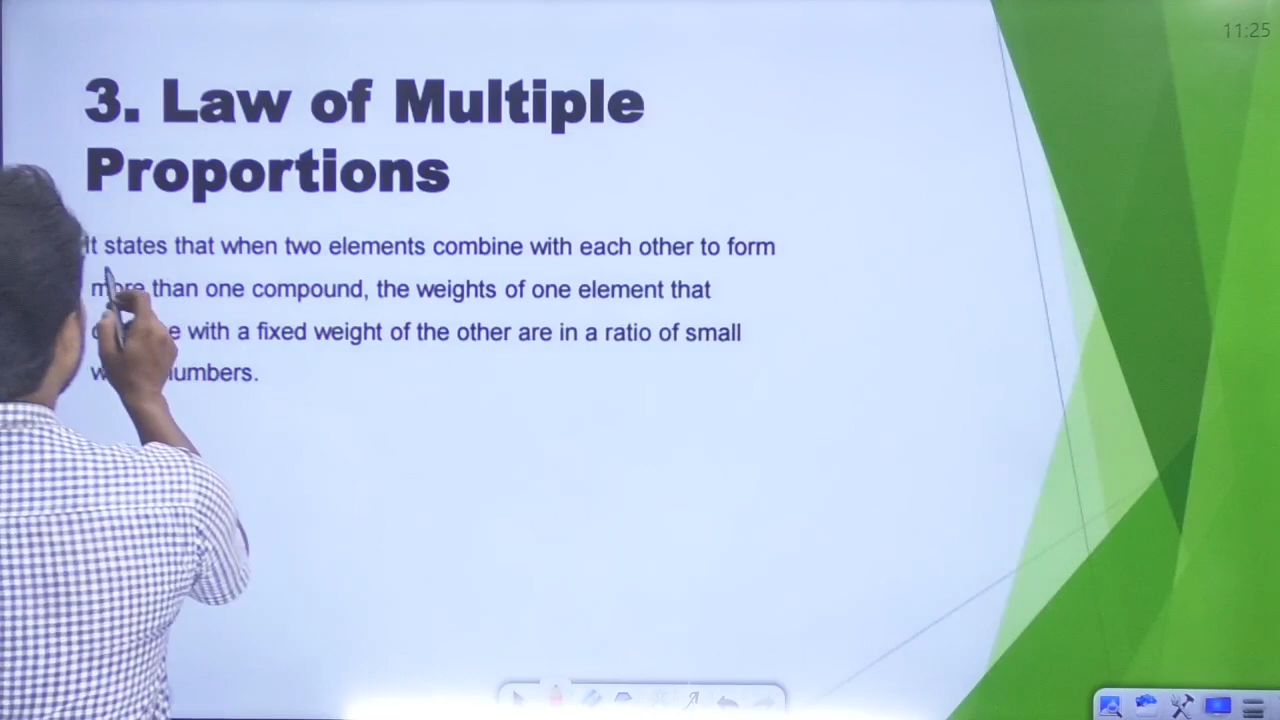 11:25
3. Law of Multiple
Proportions
It states that when two elements combine with each other to form
more than one compound, the weights of one element that
with a fixed weight of the other are in a ratio of small
numbers.